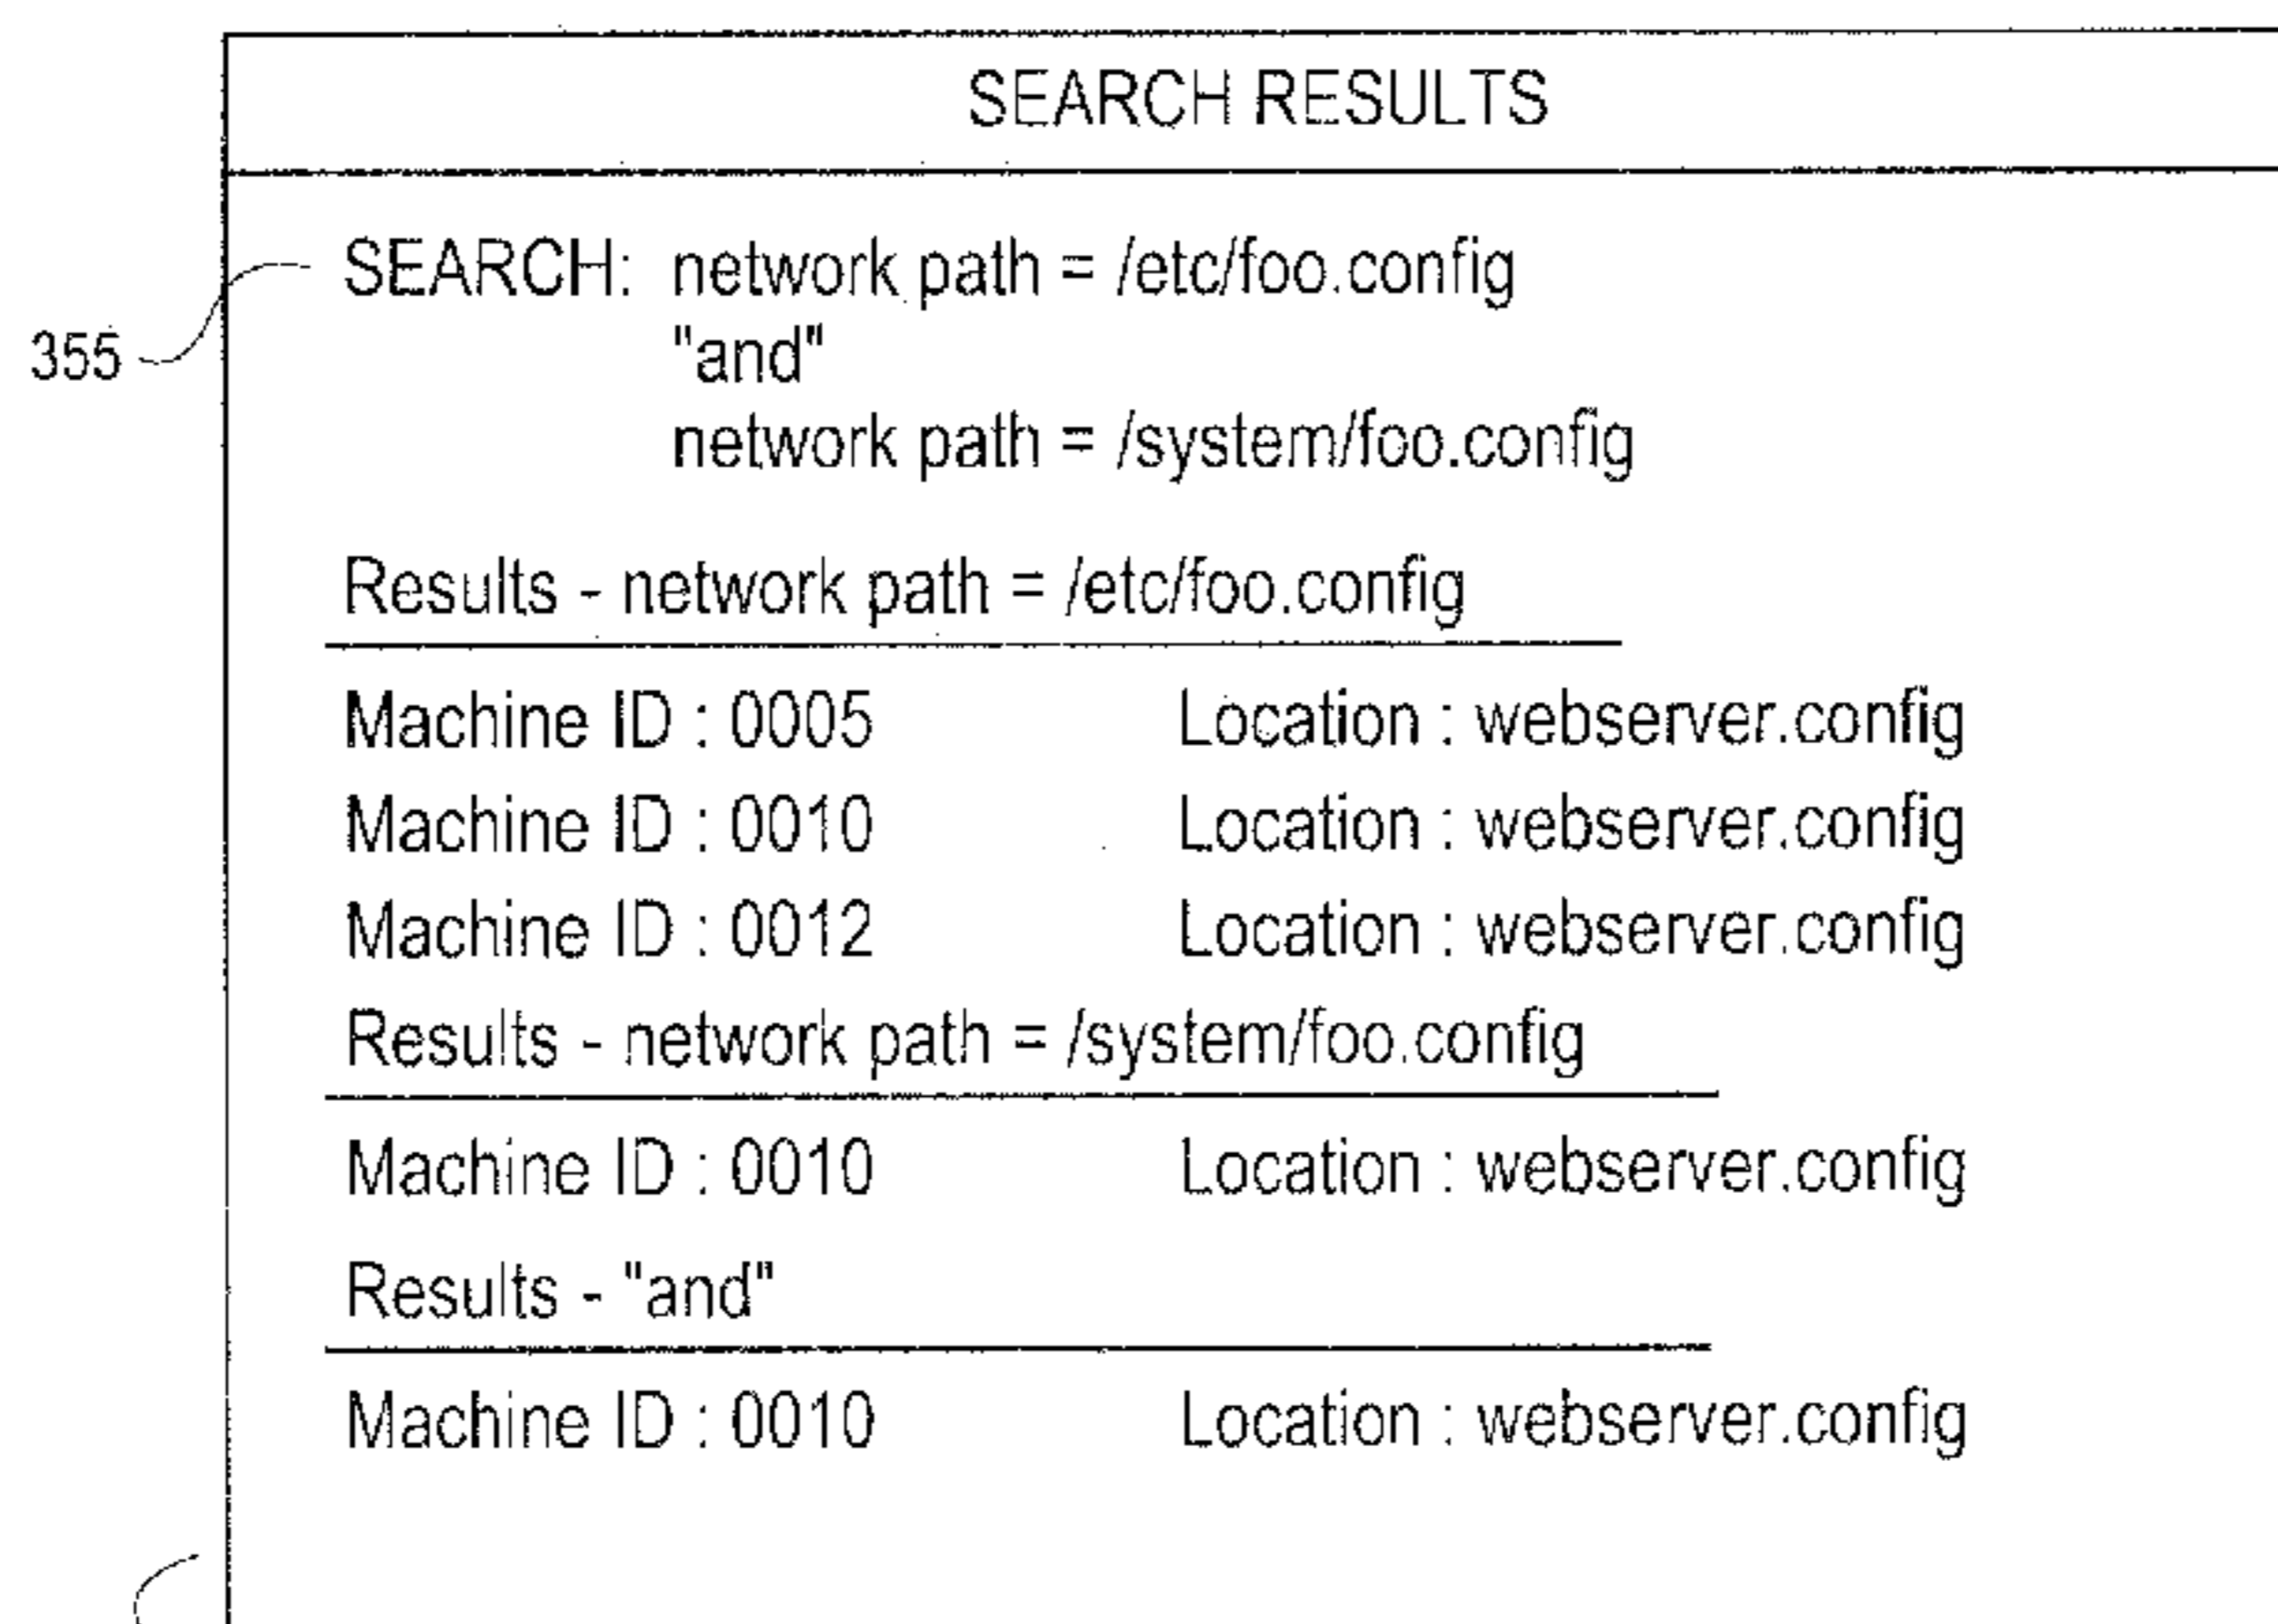 SEARCH RESULTS
SEARCH: network path = /etc/foo.config
"and"
355
network path = /system/foo.config
Results - network path = /etc/foo.config
Machine ID : 0005 Location : webserver.config
Machine ID : 0010 Location : webserver.config
Machine ID : 0012 Location : webserver.config
Results - network path = /system/foo.config
Machine ID : 0010 Location : webserver.config
Results - "and"
Machine ID : 0010 Location : webserver.config